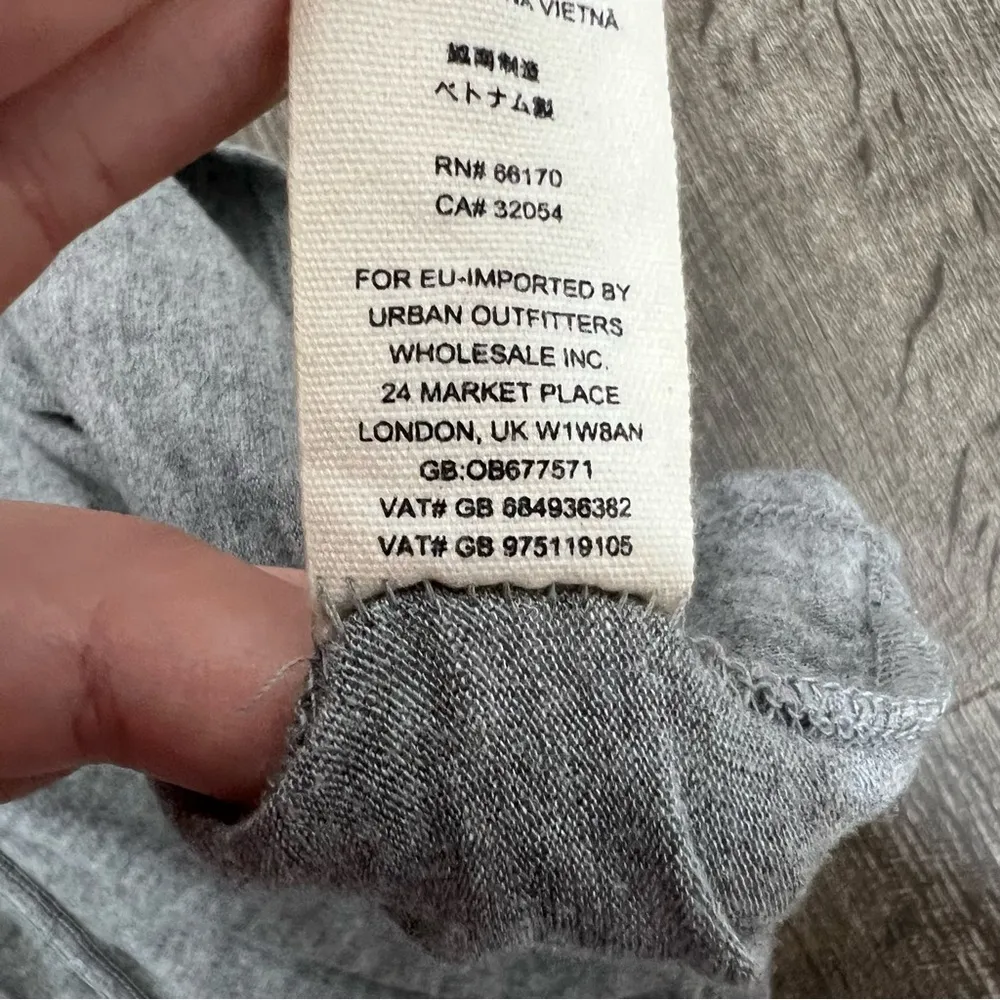 VIETNÃ
越南制造
ベトナム製
RN# 66170
CA# 32054
FOR EU-IMPORTED BY
URBAN OUTFITTERS
WHOLESALE INC.
24 MARKET PLACE
LONDON, UK W1W8AN
GB:OB677571
VAT# GB 684936382
VAT# GB 975119105